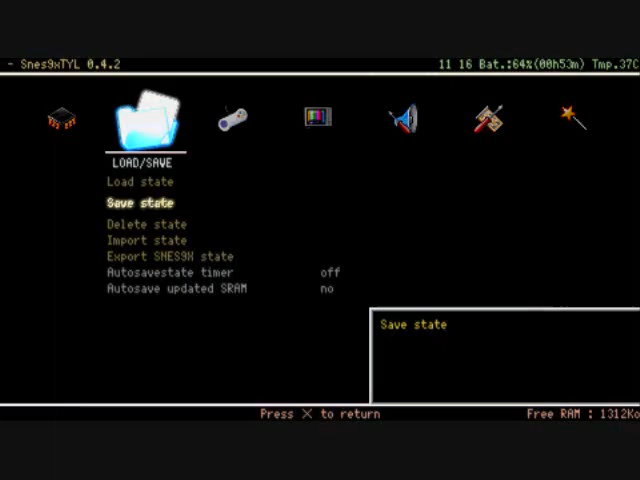 - Snes9xTYL 0.4.2
11 16 Bat.:64%(00h53m) Tmp.37C
LOAD/SAVE
Load state
Save state
Delete state
Import state
Export SNES9X state
Autosavestate timer off
Autosave updated SRAM no
Save state
Press X to return
Free RAM : 1312Ko